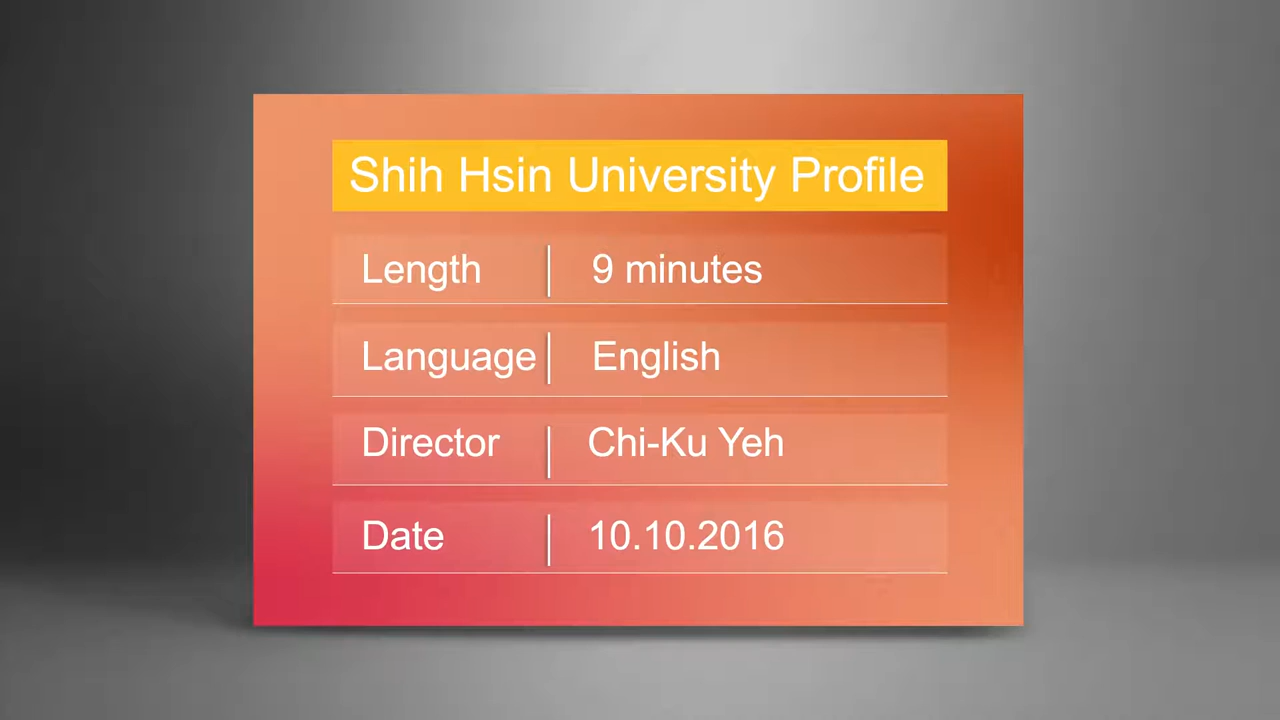 Shih Hsin University Profile
Length | 9 minutes
Language | English
Director | Chi-Ku Yeh
Date | 10.10.2016